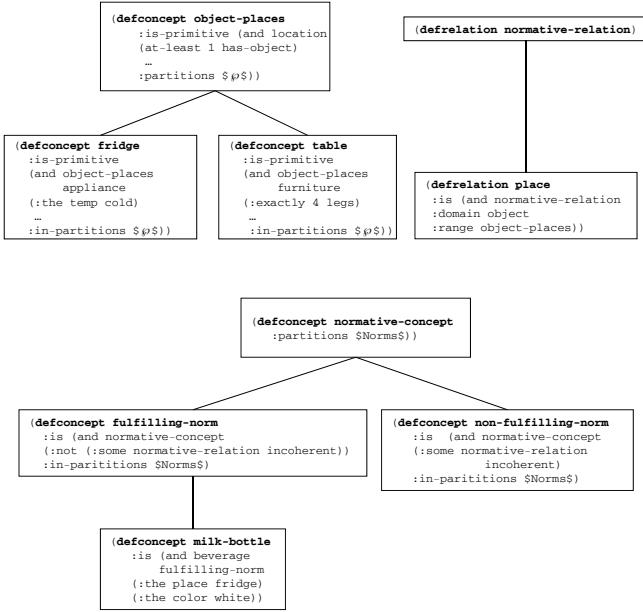 (defconcept object-places
:is-primitive (and location
(at-least 1 has-object)
…
:partitions $℘$))
(defrelation normative-relation)
(defconcept fridge
:is-primitive
(and object-places
appliance
(:the temp cold)
…
:in-partitions $℘$))
(defconcept table
:is-primitive
(and object-places
furniture
(:exactly 4 legs)
…
:in-partitions $℘$))
(defrelation place
:is (and normative-relation
:domain object
:range object-places))
(defconcept normative-concept
:partitions $Norms$))
(defconcept fulfilling-norm
:is (and normative-concept
(:not (:some normative-relation incoherent))
:in-parititions $Norms$)
(defconcept non-fulfilling-norm
:is (and normative-concept
(:some normative-relation
incoherent)
:in-parititions $Norms$)
(defconcept milk-bottle
:is (and beverage
fulfilling-norm
(:the place fridge)
(:the color white))